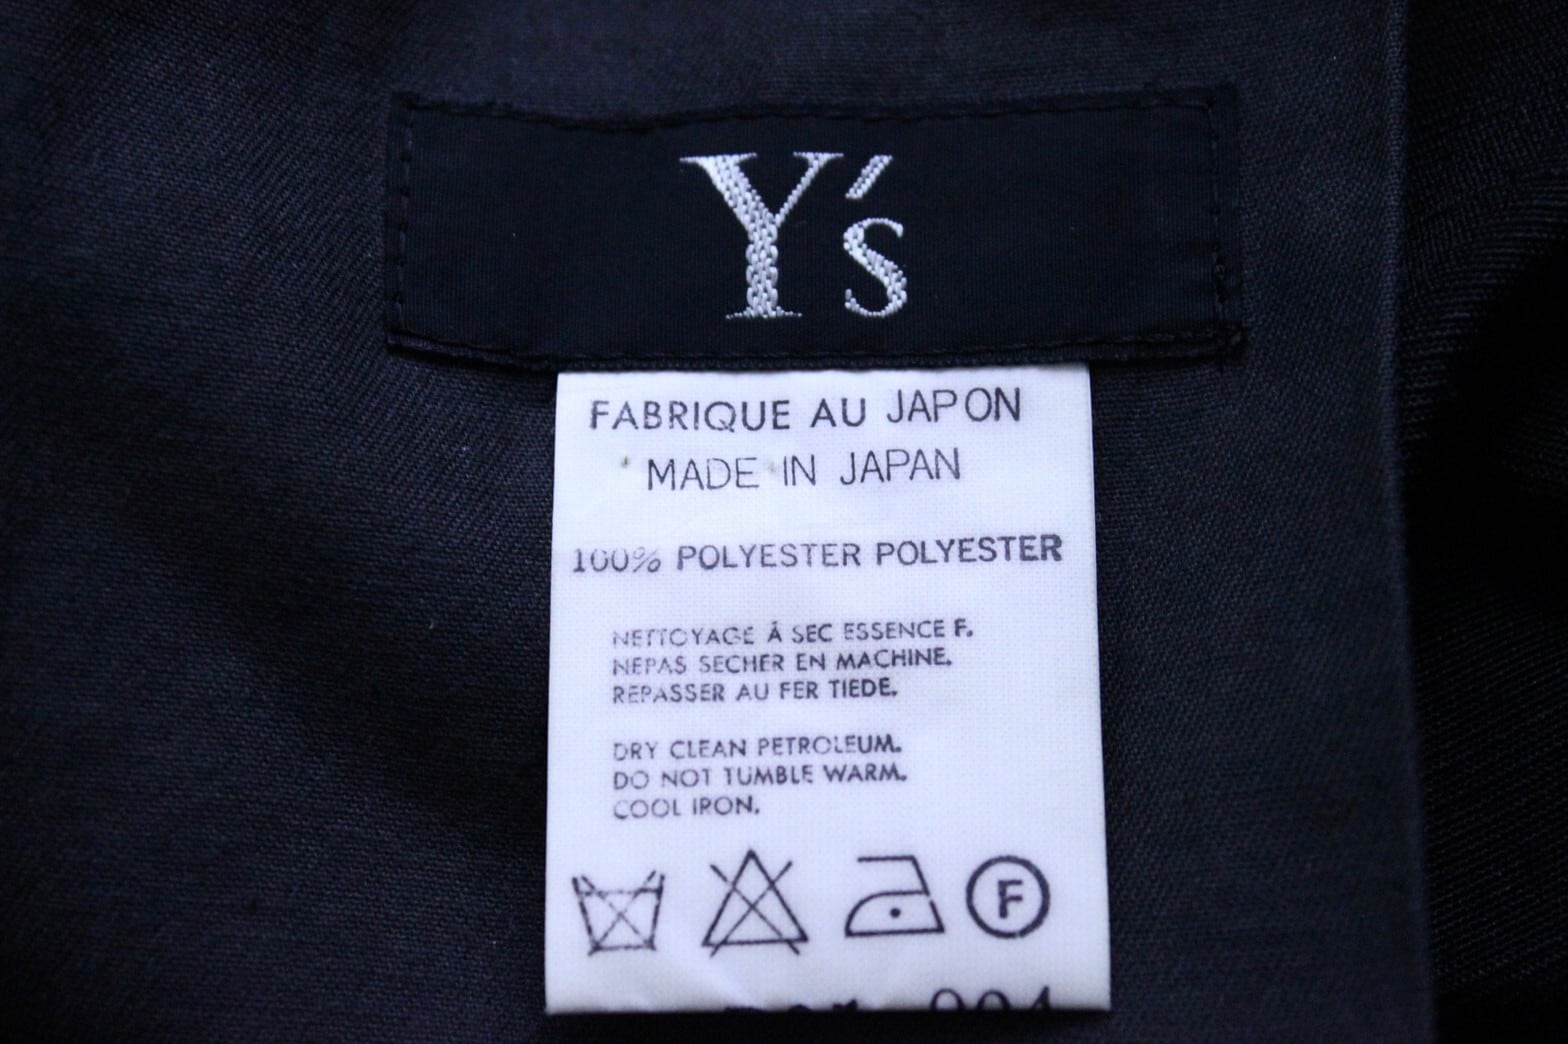 Y's
FABRIQUE AU JAPON
MADE IN JAPAN
100% POLYESTER POLYESTER
NETTOYAGE À SEC ESSENCE F.
NEPAS SECHER EN MACHINE.
REPASSER AU FER TIEDE.
DRY CLEAN PETROLEUM.
DO NOT TUMBLE WARM.
COOL IRON.
F